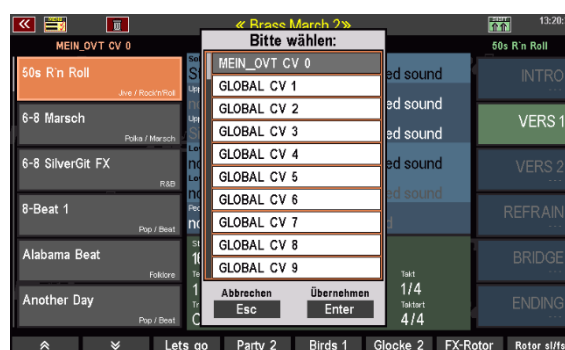 « Brass March 2»
13:20:
MEIN_OVT CV 0
50s R'n Roll
50s R'n Roll
Jive / Rock'n'Roll
6-8 Marsch
Polka / Marsch
6-8 SilverGit FX
R&B
8-Beat 1
Pop / Beat
Alabama Beat
Folklore
Another Day
Pop / Beat
Bitte wählen:
MEIN_OVT CV 0
GLOBAL CV 1
GLOBAL CV 2
GLOBAL CV 3
GLOBAL CV 4
GLOBAL CV 5
GLOBAL CV 6
GLOBAL CV 7
GLOBAL CV 8
GLOBAL CV 9
Abbrechen
Übernehmen
Esc
Enter
ed sound
ed sound
ed sound
ed sound
ed sound
Takt
1/4
Taktart
4/4
INTRO
VERS 1
VERS 2
REFRAIN
BRIDGE
ENDING
Lets go
Party 2
Birds 1
Glocke 2
FX-Rotor
Rotor sl/fs